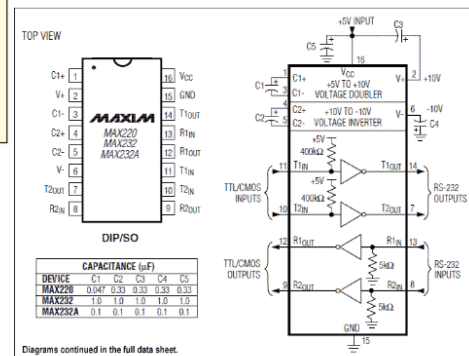 TOP VIEW
C1+ 1
V+ 2
C1- 3
C2+ 4
C2- 5
V- 6
T2OUT 7
R2IN 8
MAXIM
MAX220
MAX232
MAX232A
16 VCC
15 GND
14 T1OUT
13 R1IN
12 R1OUT
11 T1IN
10 T2IN
9 R2OUT
DIP/SO
CAPACITANCE (µF)
DEVICE C1 C2 C3 C4 C5
MAX220 0.047 0.33 0.33 0.33 0.33
MAX232 1.0 1.0 1.0 1.0 1.0
MAX232A 0.1 0.1 0.1 0.1 0.1
Diagrams continued in the full data sheet.
+5V INPUT
C3
C5
16
VCC
1 C1+
C1
3 C1-
+5V TO +10V
VOLTAGE DOUBLER
V+ 2 +10V
4 C2+
C2
5 C2-
+10V TO -10V
VOLTAGE INVERTER
V- 6 -10V
C4
+5V
400kΩ
11 T1IN
T1OUT 14
+5V
400kΩ
TTL/CMOS
INPUTS
RS-232
OUTPUTS
10 T2IN
T2OUT 7
12 R1OUT
R1IN 13
5kΩ
TTL/CMOS
OUTPUTS
RS-232
INPUTS
9 R2OUT
R2IN 8
5kΩ
GND
15